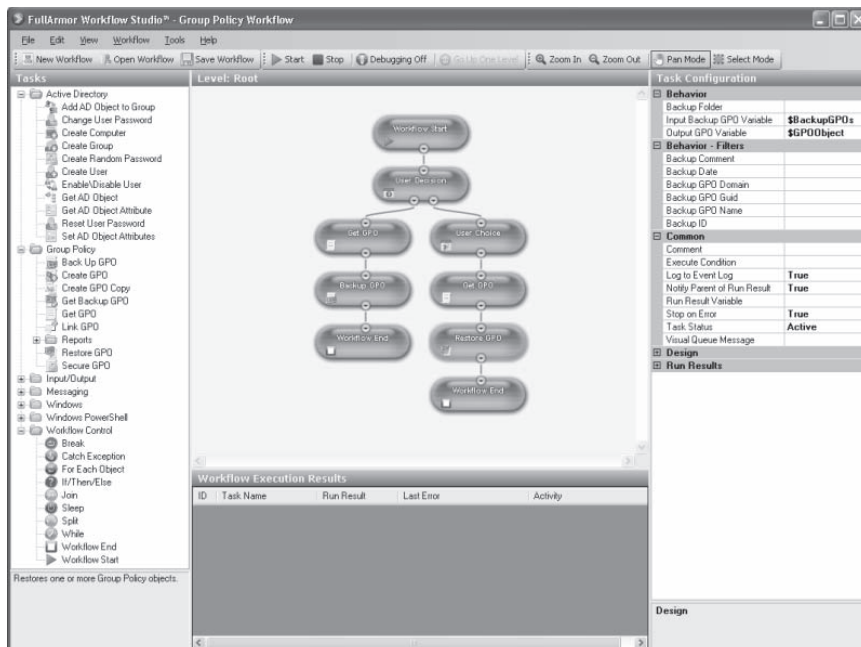 FullArmor Workflow Studio™ - Group Policy Workflow
File Edit View Workflow Tools Help
New Workflow Open Workflow Save Workflow Start Stop Debugging Off Go Up One Level Zoom In Zoom Out Pan Mode Select Mode
Tasks
Active Directory
Add AD Object to Group
Change User Password
Create Computer
Create Group
Create Random Password
Create User
Enable\Disable User
Get AD Object
Get AD Object Attribute
Reset User Password
Set AD Object Attributes
Group Policy
Back Up GPO
Create GPO
Create GPO Copy
Get Backup GPO
Get GPO
Link GPO
Reports
Restore GPO
Secure GPO
Input/Output
Messaging
Windows
Windows PowerShell
Workflow Control
Break
Catch Exception
For Each Object
If/Then/Else
Join
Sleep
Split
While
Workflow End
Workflow Start
Restores one or more Group Policy objects.
Level: Root
Workflow Start
User Decision
Get GPO User Choice
Backup GPO Get GPO
Workflow End Restore GPO
Workflow End
Workflow Execution Results
ID Task Name Run Result Last Error Activity
Task Configuration
Behavior
Backup Folder
Input Backup GPO Variable $BackupGPOs
Output GPO Variable $GPOObject
Behavior - Filters
Backup Comment
Backup Date
Backup GPO Domain
Backup GPO Guid
Backup GPO Name
Backup ID
Common
Comment
Execute Condition
Log to Event Log True
Notify Parent of Run Result True
Run Result Variable
Stop on Error True
Task Status Active
Visual Queue Message
Design
Run Results
Design